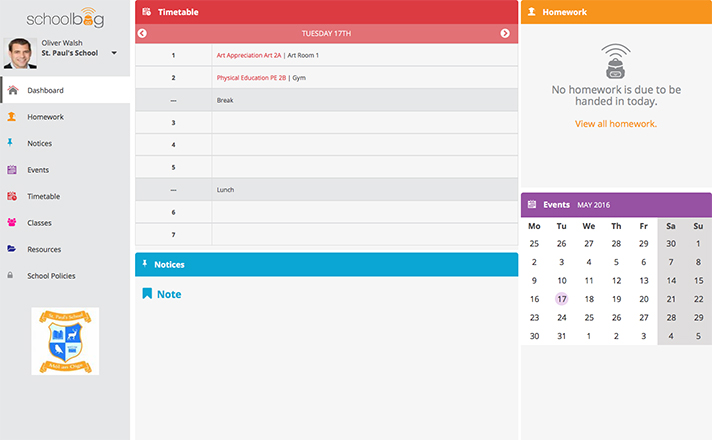 schoolbag
Oliver Walsh
St. Paul's School
Dashboard
Homework
Notices
Events
Timetable
Classes
Resources
School Policies
St. Paul's School
Timetable
TUESDAY 17TH
1 Art Appreciation Art 2A | Art Room 1
2 Physical Education PE 2B | Gym
--- Break
3
4
5
--- Lunch
6
7
Notices
Note
Homework
No homework is due to be
handed in today.
View all homework.
Events MAY 2016
Mo Tu We Th Fr Sa Su
25 26 27 28 29 30 1
2 3 4 5 6 7 8
9 10 11 12 13 14 15
16 17 18 19 20 21 22
23 24 25 26 27 28 29
30 31 1 2 3 4 5